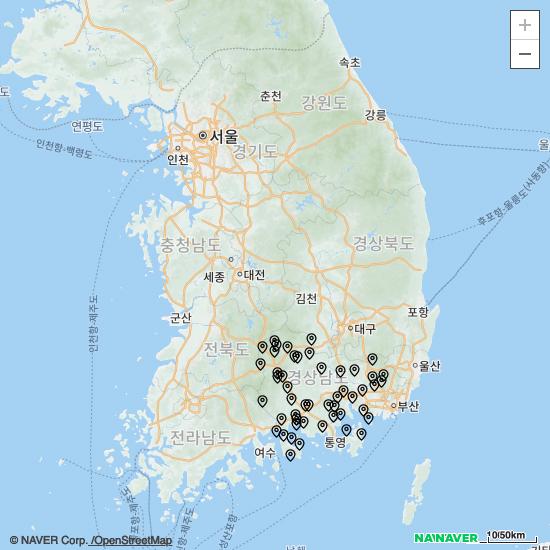 +
−
속초
춘천
강원도
강릉
도
연평도
서울
울
인천항-백령도
인천
경기도
후포항-울릉도(사동항)
충청남도
경상북도
세종
대전
인천항-제주도
김천
군산
포항
대구
전북도
경상남도
울산
부산
전라남도
여수
통영
© NAVER Corp. /OpenStreetMap
NA\NAVER
10/50km